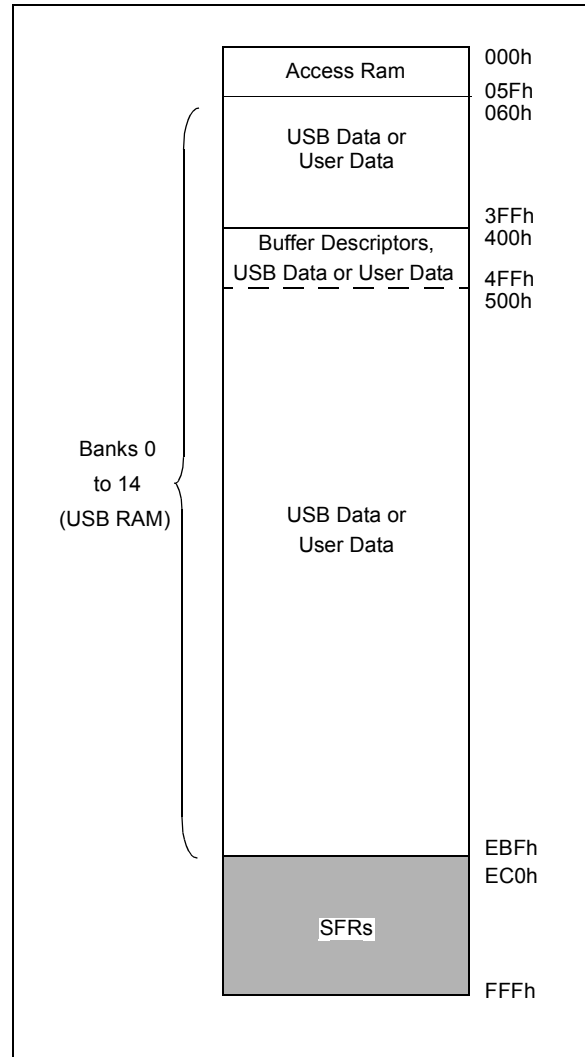 000h
Access Ram
05Fh
060h
USB Data or
User Data
3FFh
400h
Buffer Descriptors,
USB Data or User Data
4FFh
500h
Banks 0
to 14
(USB RAM)
USB Data or
User Data
EBFh
EC0h
SFRs
FFFh